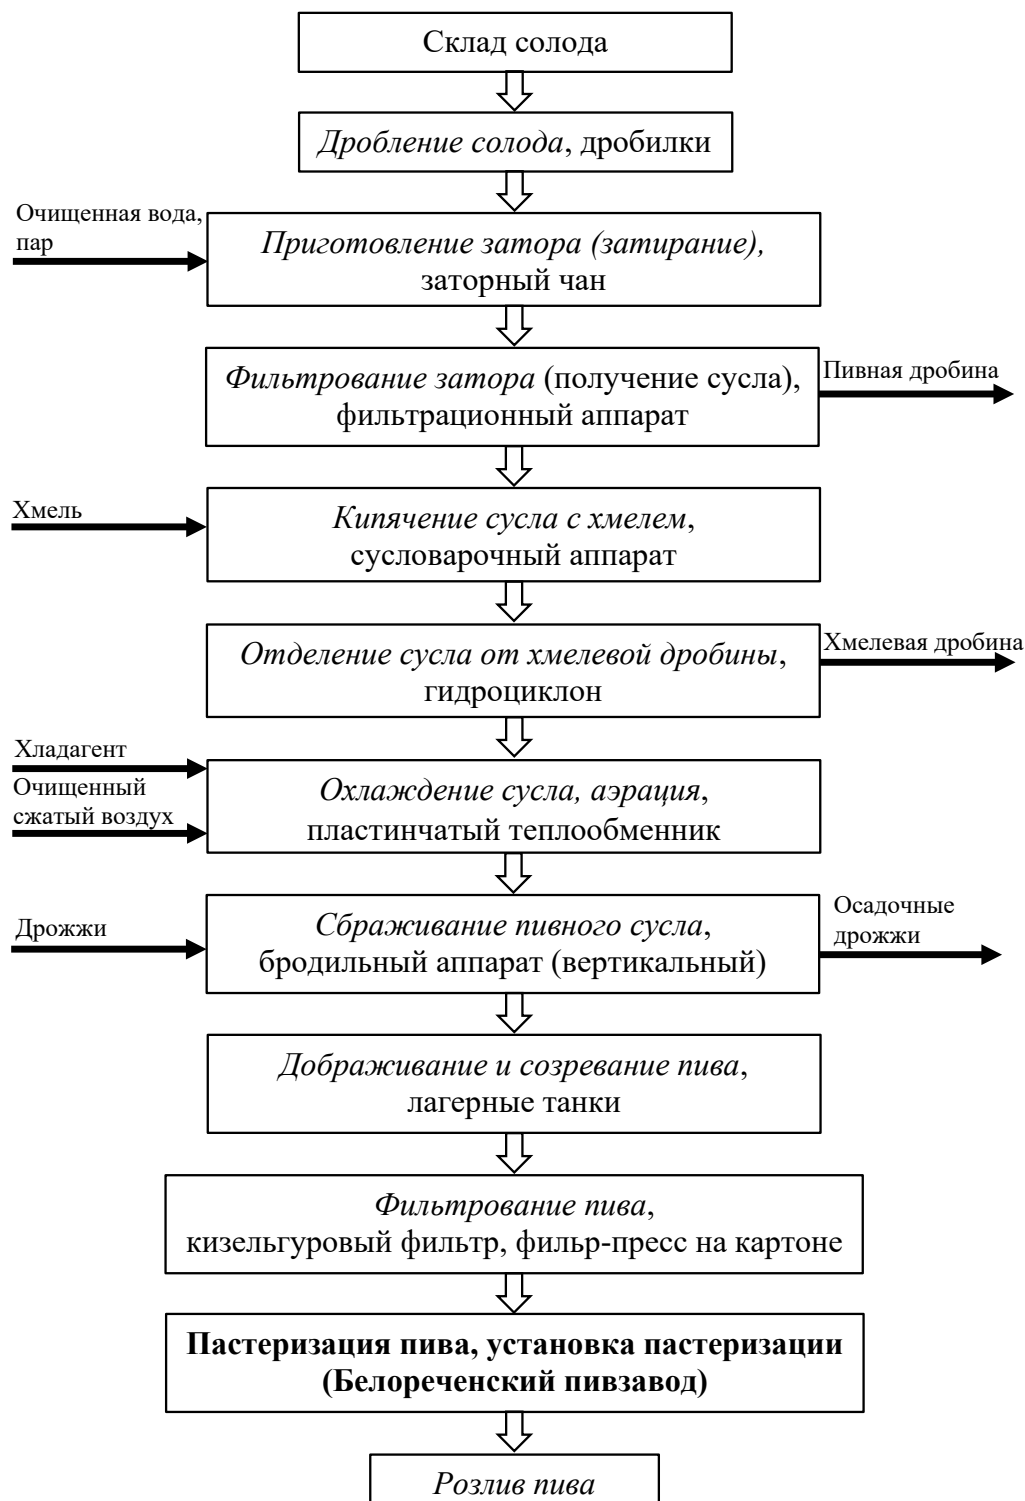 Склад солода
Дробление солода, дробилки
Очищенная вода,
пар
Приготовление затора (затирание),
заторный чан
Фильтрование затора (получение сусла),
фильтрационный аппарат
Пивная дробина
Хмель
Кипячение сусла с хмелем,
сусловарочный аппарат
Отделение сусла от хмелевой дробины,
гидроциклон
Хмелевая дробина
Хладагент
Очищенный
сжатый воздух
Охлаждение сусла, аэрация,
пластинчатый теплообменник
Дрожжи
Сбраживание пивного сусла,
бродильный аппарат (вертикальный)
Осадочные
дрожжи
Дображивание и созревание пива,
лагерные танки
Фильтрование пива,
кизельгуровый фильтр, фильр-пресс на картоне
Пастеризация пива, установка пастеризации
(Белореченский пивзавод)
Розлив пива